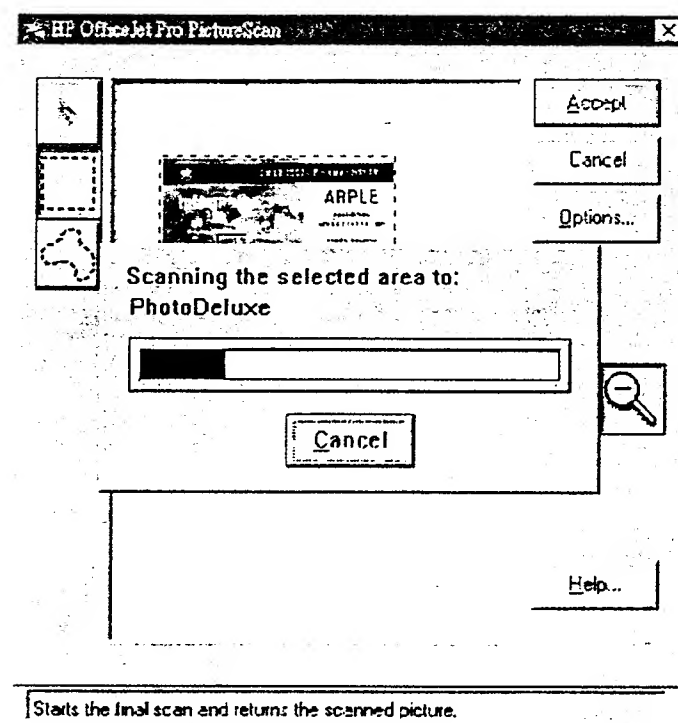 HP OfficeJet Pro PictureScan
Accept
Cancel
Options...
ARPLE
Scanning the selected area to:
PhotoDeluxe
Cancel
Help...
Starts the final scan and returns the scanned picture.